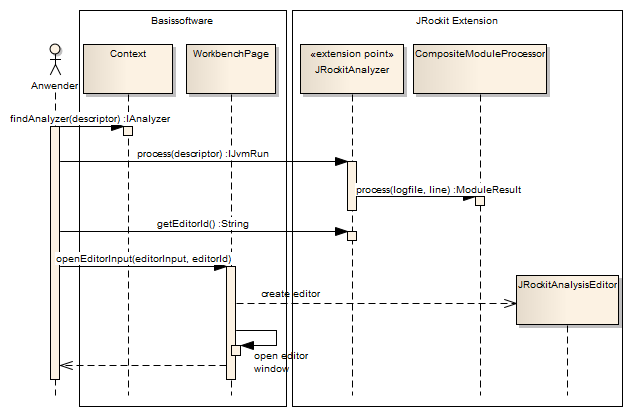 Basissoftware
JRockit Extension
Context
WorkbenchPage
«extension point»
JRockitAnalyzer
CompositeModuleProcessor
Anwender
findAnalyzer(descriptor) :IAnalyzer
process(descriptor) :IJvmRun
process(logfile, line) :ModuleResult
getEditorId() :String
openEditorInput(editorInput, editorId)
create editor
JRockitAnalysisEditor
open editor
window